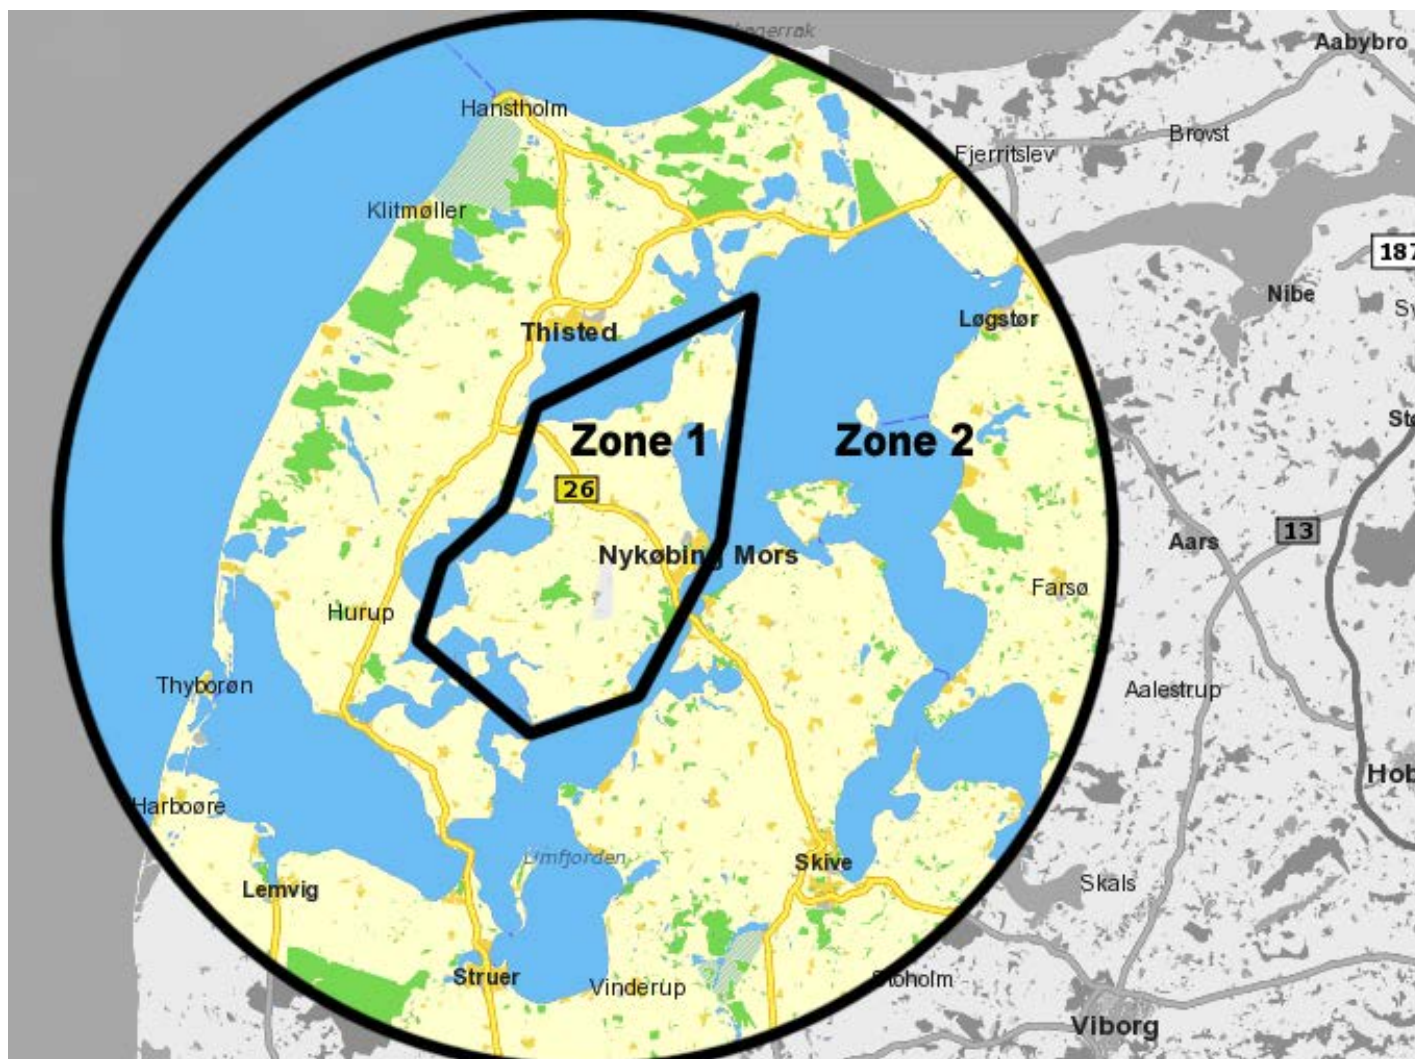 Aabybro
Hanstholm
Brovst
Fjerritslev
Klitmøller
187
Nibe
Løgstør
Thisted
Zone 1
Zone 2
26
13
Aars
Nykøbing Mors
Farsø
Hurup
Thyborøn
Aalestrup
Hob
Harboøre
Limfjorden
Skive
Skals
Lemvig
Struer
Vinderup
Stoholm
Viborg